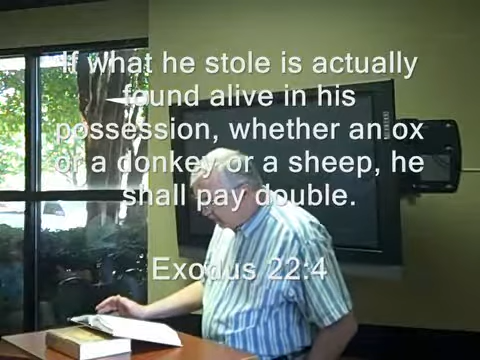 If what he stole is actually
found alive in his
possession, whether an ox
or a donkey or a sheep, he
shall pay double.
Exodus 22:4